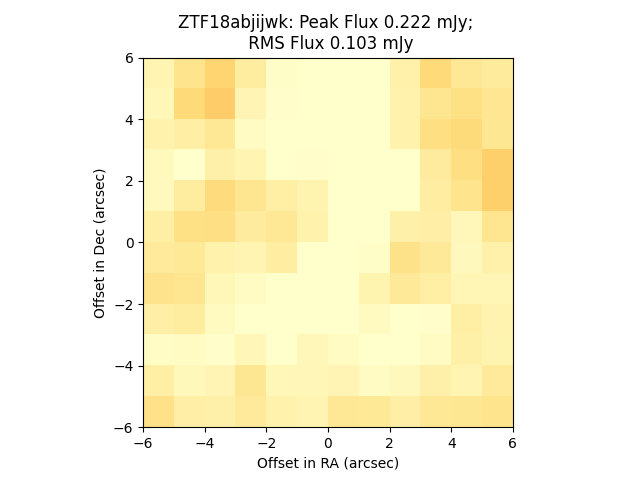 ZTF18abjijwk: Peak Flux 0.222 mJy;
RMS Flux 0.103 mJy
6
4
2
0
−2
−4
−6
Offset in Dec (arcsec)
−6 −4 −2 0 2 4 6
Offset in RA (arcsec)